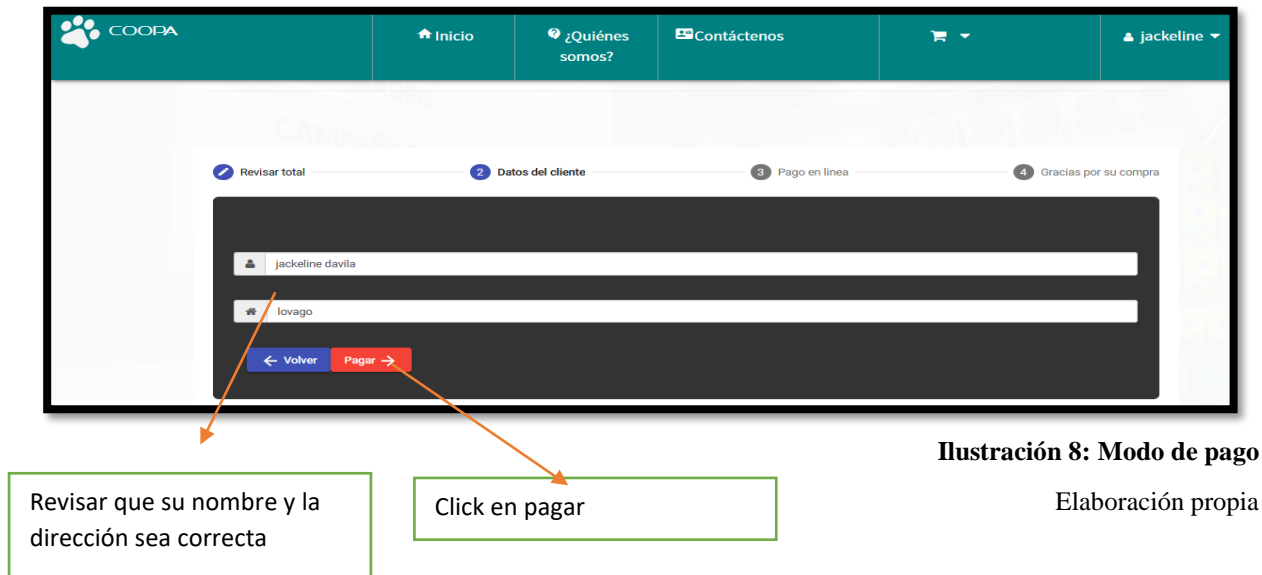 COOPA
Inicio
¿Quiénes
somos?
Contáctenos
jackeline
Revisar total
2 Datos del cliente
3 Pago en linea
4 Gracias por su compra
jackeline davila
lovago
Volver
Pagar
Ilustración 8: Modo de pago
Elaboración propia
Revisar que su nombre y la
dirección sea correcta
Click en pagar